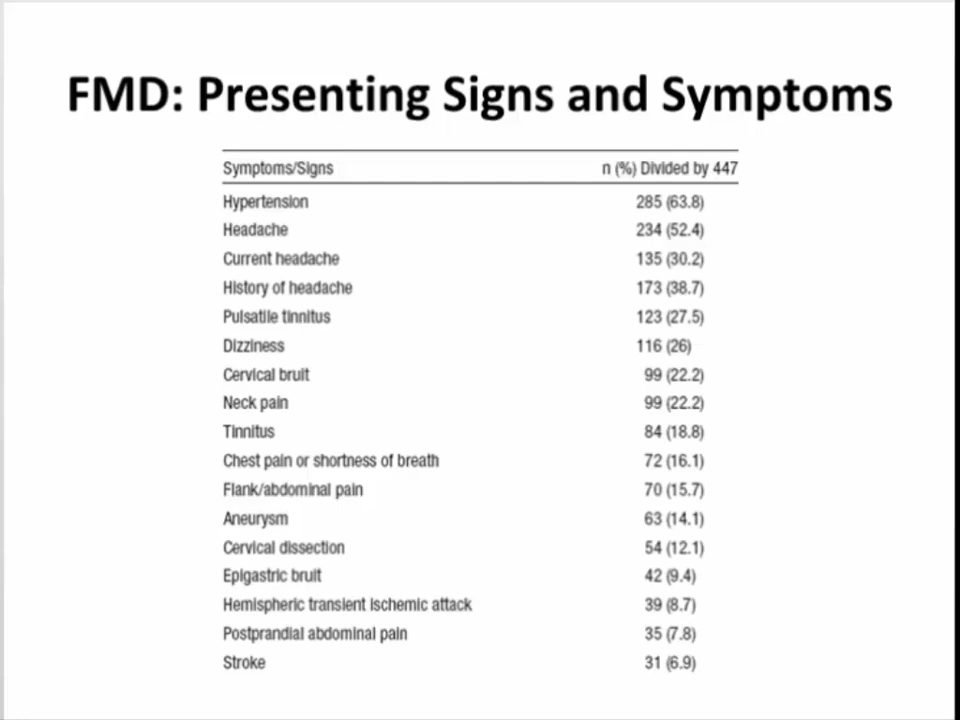 FMD: Presenting Signs and Symptoms
Symptoms/Signs n (%) Divided by 447
Hypertension 285 (63.8)
Headache 234 (52.4)
Current headache 135 (30.2)
History of headache 173 (38.7)
Pulsatile tinnitus 123 (27.5)
Dizziness 116 (26)
Cervical bruit 99 (22.2)
Neck pain 99 (22.2)
Tinnitus 84 (18.8)
Chest pain or shortness of breath 72 (16.1)
Flank/abdominal pain 70 (15.7)
Aneurysm 63 (14.1)
Cervical dissection 54 (12.1)
Epigastric bruit 42 (9.4)
Hemispheric transient ischemic attack 39 (8.7)
Postprandial abdominal pain 35 (7.8)
Stroke 31 (6.9)